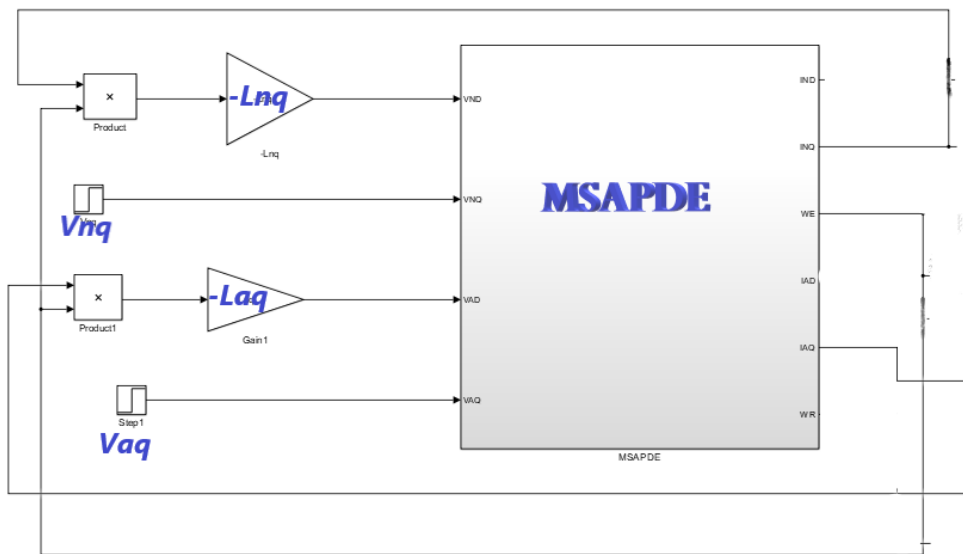 -Lnq
VND
IND
Product
-Lnq
INQ
MSAPDE
VNQ
Vnq
WE
-Laq
VAD
IAD
Product1
Gain1
IAQ
VAQ
WR
Step1
Vaq
MSAPDE